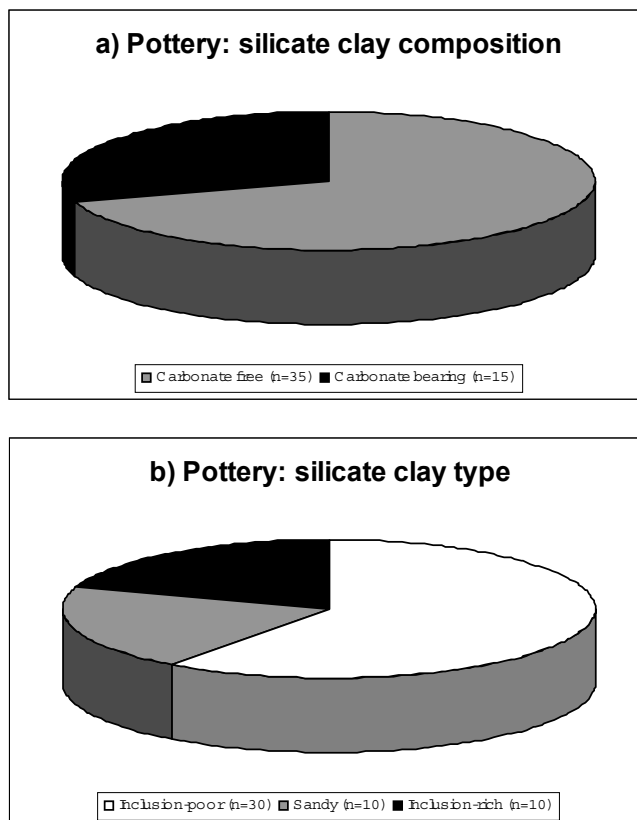 a) Pottery: silicate clay composition
Carbonate free (n=35) Carbonate bearing (n=15)
b) Pottery: silicate clay type
Inclusion-poor (n=30) Sandy (n=10) Inclusion-rich (n=10)